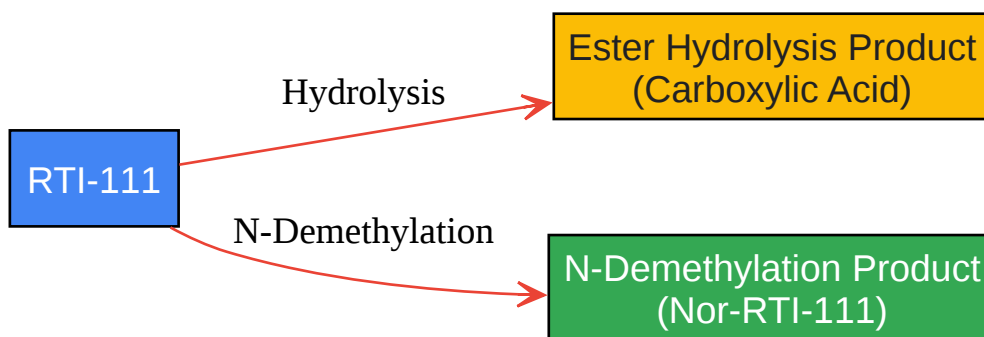 Ester Hydrolysis Product
(Carboxylic Acid)
Hydrolysis
RTI-111
N-Demethylation
N-Demethylation Product
(Nor-RTI-111)